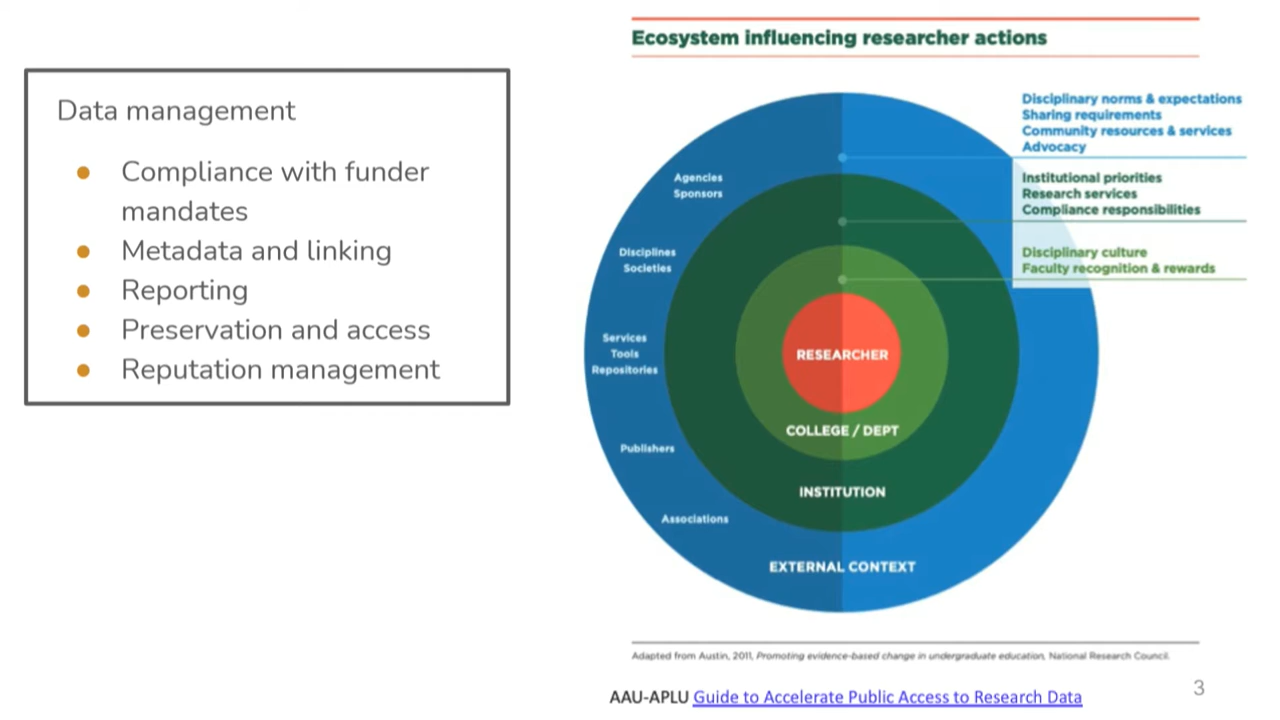 Data management
● Compliance with funder
mandates
● Metadata and linking
● Reporting
● Preservation and access
● Reputation management
Ecosystem influencing researcher actions
Disciplinary norms & expectations
Sharing requirements
Community resources & services
Advocacy
Institutional priorities
Research services
Compliance responsibilities
Disciplinary culture
Faculty recognition & rewards
Agencies
Sponsors
Disciplines
Societies
Services
Tools
Repositories
Publishers
Associations
RESEARCHER
COLLEGE / DEPT
INSTITUTION
EXTERNAL CONTEXT
Adapted from Austin, 2011, Promoting evidence-based change in undergraduate education, National Research Council.
AAU-APLU Guide to Accelerate Public Access to Research Data
3